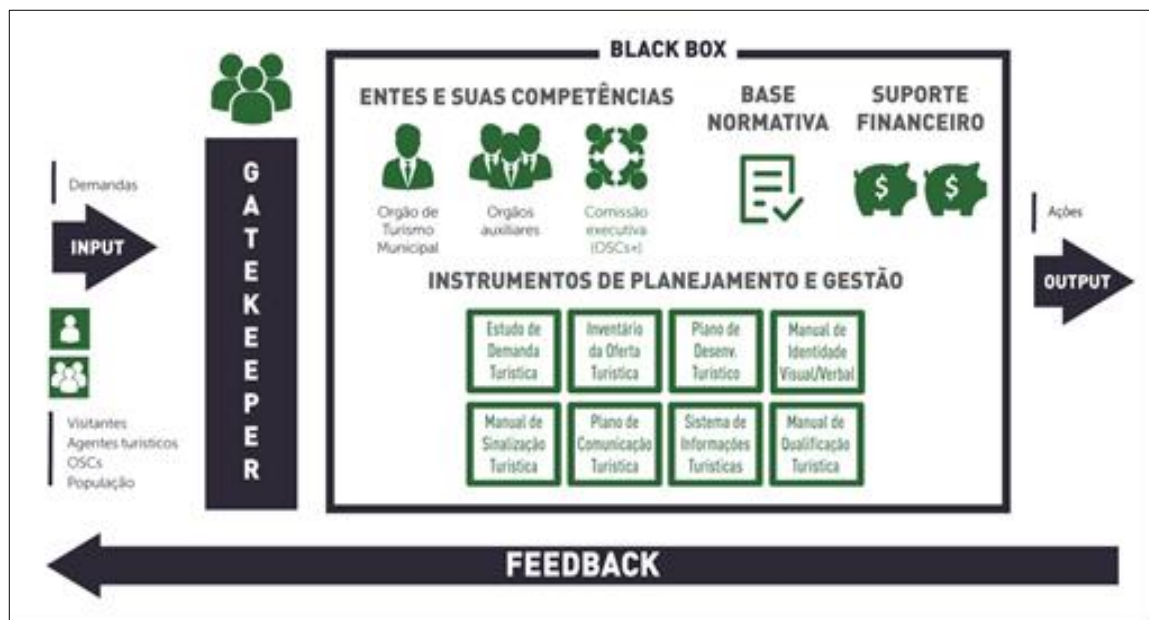 Demandas
INPUT
Visitantes
Agentes turísticos
OSCs
População
GATEKEEPER
BLACK BOX
ENTES E SUAS COMPETÊNCIAS
Orgão de
Turismo
Municipal
Orgãos
auxiliares
Comissão
executiva
(OSCs+)
BASE
NORMATIVA
SUPORTE
FINANCEIRO
$ $
INSTRUMENTOS DE PLANEJAMENTO E GESTÃO
Estudo de
Demanda
Turística
Inventário
da Oferta
Turística
Plano de
Desenv.
Turístico
Manual de
Identidade
Visual/Verbal
Manual de
Sinalização
Turística
Plano de
Comunicação
Turística
Sistema de
Informações
Turísticas
Manual de
Qualificação
Turística
Ações
OUTPUT
FEEDBACK